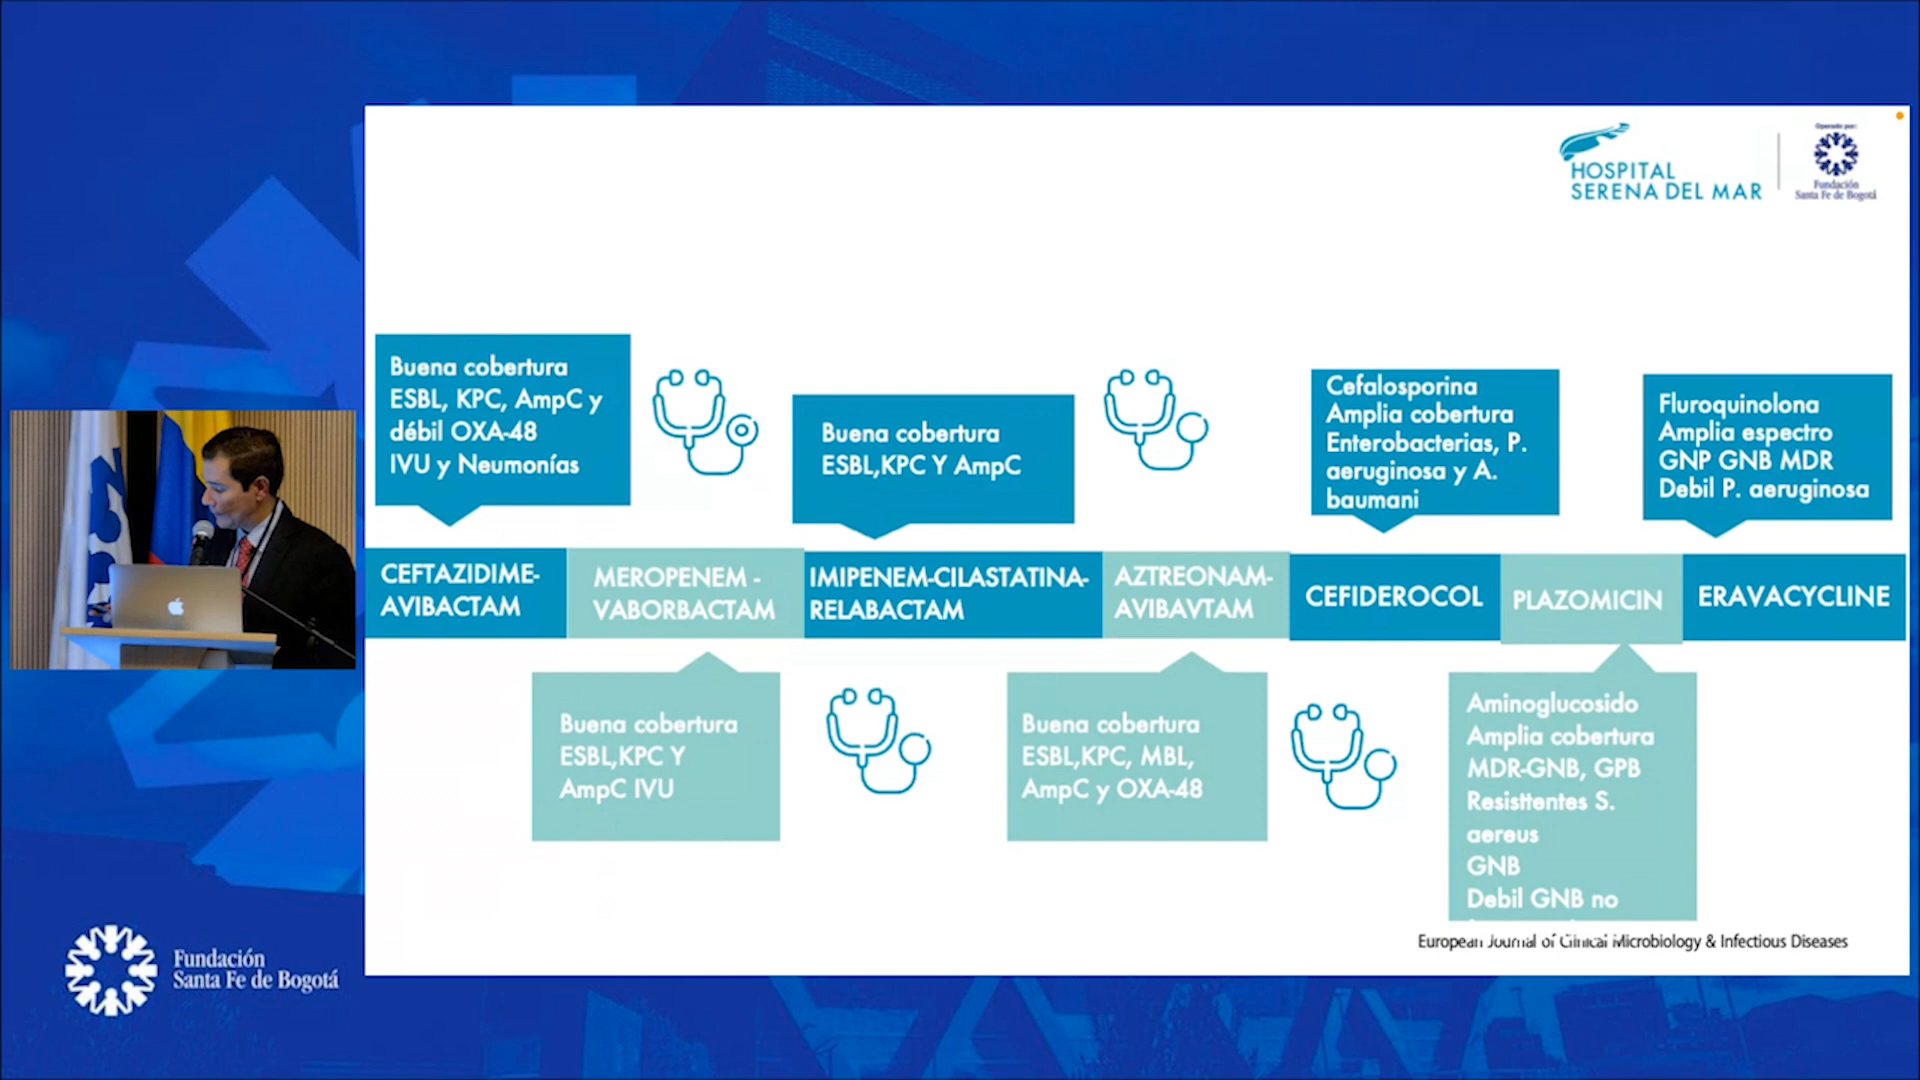 HOSPITAL
SERENA DEL MAR
Operado por:
Fundación
Santa Fe de Bogotá
Buena cobertura
ESBL, KPC, AmpC y
débil OXA-48
IVU y Neumonías
Buena cobertura
ESBL,KPC Y AmpC
Cefalosporina
Amplia cobertura
Enterobacterias, P.
aeruginosa y A.
baumani
Fluroquinolona
Amplia espectro
GNP GNB MDR
Debil P. aeruginosa
CEFTAZIDIME-
AVIBACTAM
MEROPENEM -
VABORBACTAM
IMIPENEM-CILASTATINA-
RELABACTAM
AZTREONAM-
AVIBAVTAM
CEFIDEROCOL
PLAZOMICIN
ERAVACYCLINE
Buena cobertura
ESBL,KPC Y
AmpC IVU
Buena cobertura
ESBL,KPC, MBL,
AmpC y OXA-48
Aminoglucosido
Amplia cobertura
MDR-GNB, GPB
Resisttentes S.
aereus
GNB
Debil GNB no
European Journal of Clinical Microbiology & Infectious Diseases
Fundación
Santa Fe de Bogotá